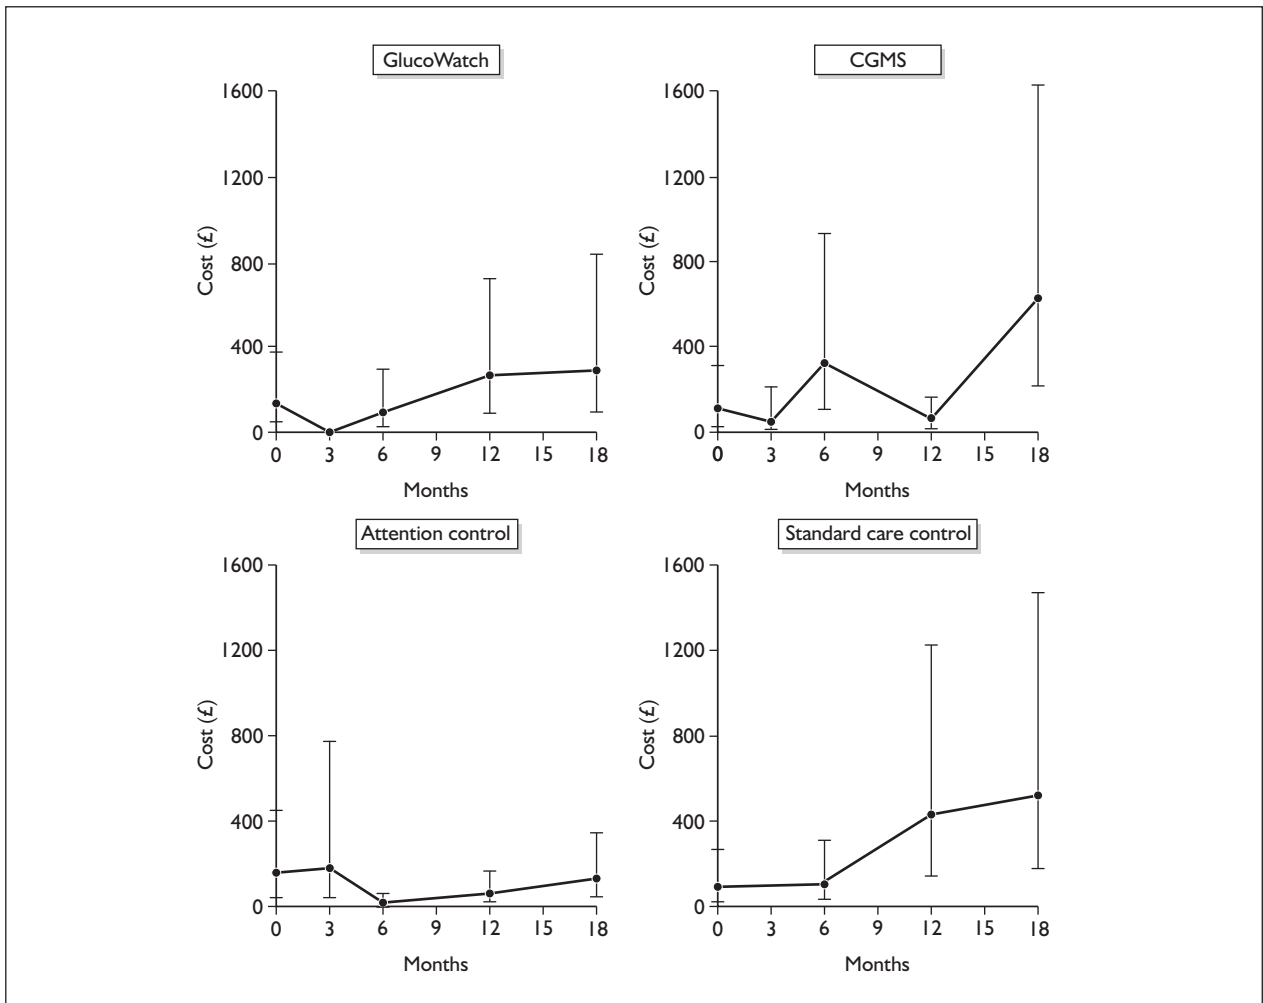 GlucoWatch
1600
1200
800
400
0
Cost (£)
0 3 6 9 12 15 18
Months
CGMS
1600
1200
800
400
0
Cost (£)
0 3 6 9 12 15 18
Months
Attention control
1600
1200
800
400
0
Cost (£)
0 3 6 9 12 15 18
Months
Standard care control
1600
1200
800
400
0
Cost (£)
0 3 6 9 12 15 18
Months